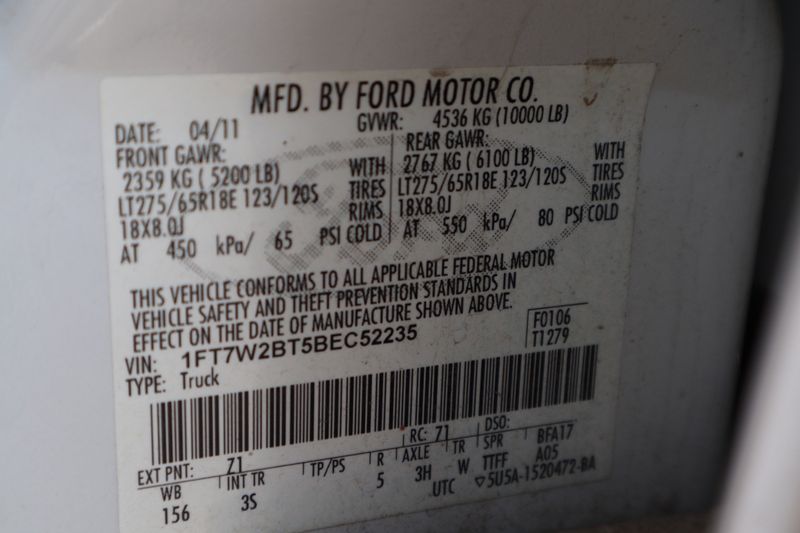 MFD. BY FORD MOTOR CO.
DATE: 04/11 GVWR: 4536 KG (10000 LB)
FRONT GAWR: REAR GAWR:
2359 KG ( 5200 LB) WITH 2767 KG ( 6100 LB) WITH
LT275/65R18E 123/120S TIRES LT275/65R18E 123/120S TIRES
18X8.0J RIMS 18X8.0J RIMS
AT 450 kPa/ 65 PSI COLD AT 550 kPa/ 80 PSI COLD
THIS VEHICLE CONFORMS TO ALL APPLICABLE FEDERAL MOTOR
VEHICLE SAFETY AND THEFT PREVENTION STANDARDS IN
EFFECT ON THE DATE OF MANUFACTURE SHOWN ABOVE.
VIN: 1FT7W2BT5BEC52235 F0106
TYPE: Truck T1279
EXT PNT: Z1 RC: 71 DSO:
WB INT TR TP/PS R AXLE TR SPR BFA17
156 3S 5 3H W TTFF A05
UTC ▽5U5A-1520472-BA